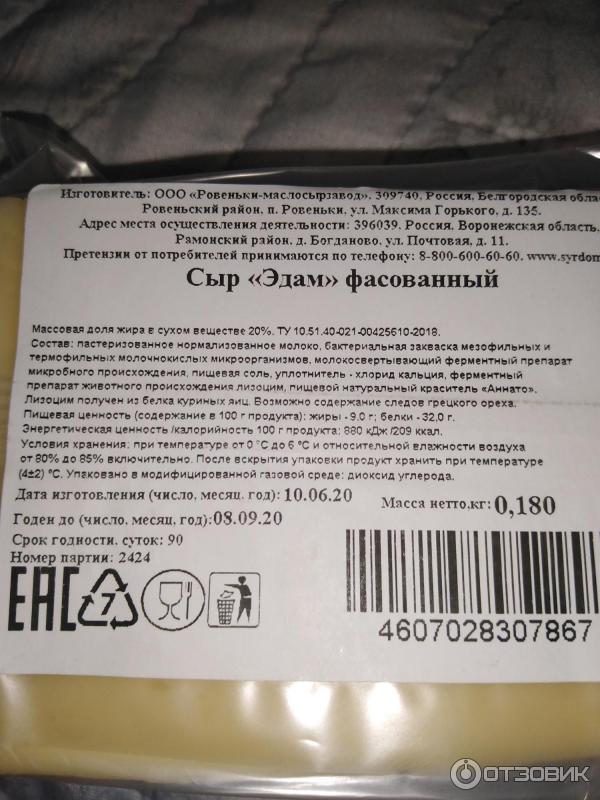 Изготовитель: ООО «Ровеньки-маслосырзавод», 309740, Россия, Белгородская
Ровеньский район, п. Ровеньки, ул. Максима Горького, д. 135.
Адрес места осуществления деятельности: 396039. Россия. Воронежская область,
Рамонский район, д. Богданово, ул. Почтовая, д. 11.
Претензии от потребителей принимаются по телефону: 8-800-600-60-60. www.syrdom
Сыр «Эдам» фасованный
Массовая доля жира в сухом веществе 20%. ТУ 10.51.40-021-00425610-2018.
Состав: пастеризованное нормализованное молоко, бактериальная закваска мезофильных и
термофильных молочнокислых микроорганизмов, молокосвертывающий ферментный препарат
микробного происхождения, пищевая соль, уплотнитель - хлорид кальция, ферментный
препарат животного происхождения лизоцим, пищевой натуральный краситель «Аннато».
Лизоцим получен из белка куриных яиц. Возможно содержание следов грецкого ореха.
Пищевая ценность (содержание в 100 г продукта): жиры - 9,0 г; белки - 32,0 г.
Энергетическая ценность /калорийность 100 г продукта: 880 кДж /209 ккал.
Условия хранения: при температуре от 0 °С до 6 °С и относительной влажности воздуха
от 80% до 85% включительно. После вскрытия упаковки продукт хранить при температуре
(4±2) °С. Упаковано в модифицированной газовой среде: диоксид углерода.
Дата изготовления (число, месяц, год): 10.06.20
Масса нетто,кг: 0,180
Годен до (число, месяц, год):08.09.20
Срок годности, суток: 90
Номер партии: 2424
ЕАС
7
4607028307867
ОТЗОВИК